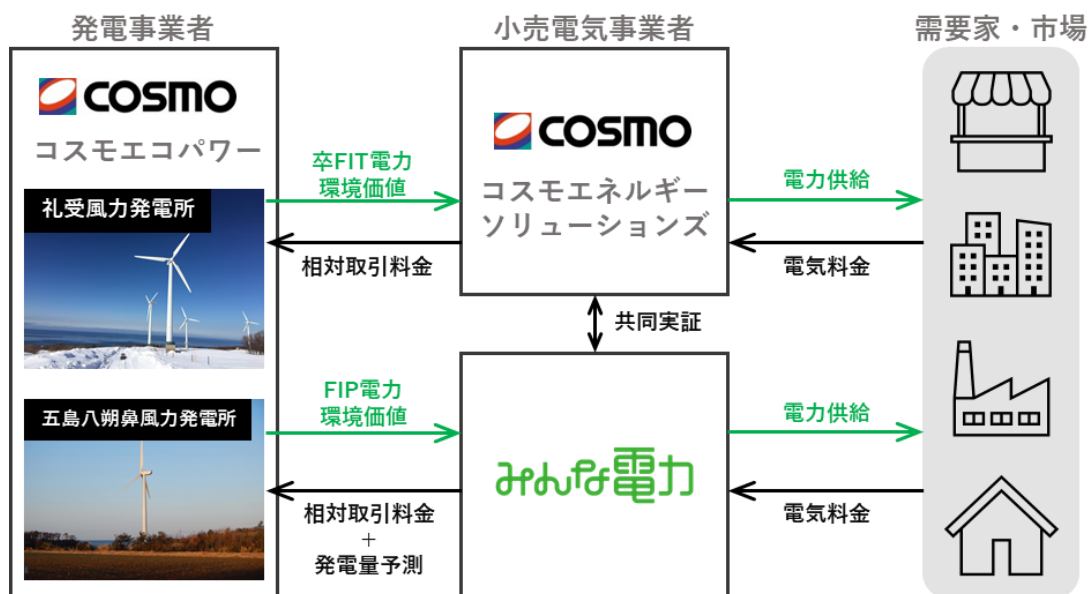 発電事業者
小売電気事業者
需要家・市場
COSMO
コスモエコパワー
礼受風力発電所
五島八朔鼻風力発電所
卒FIT電力
環境価値
相対取引料金
FIP電力
環境価値
相対取引料金
+
発電量予測
COSMO
コスモエネルギー
ソリューションズ
共同実証
みんな電力
電力供給
電気料金
電力供給
電気料金